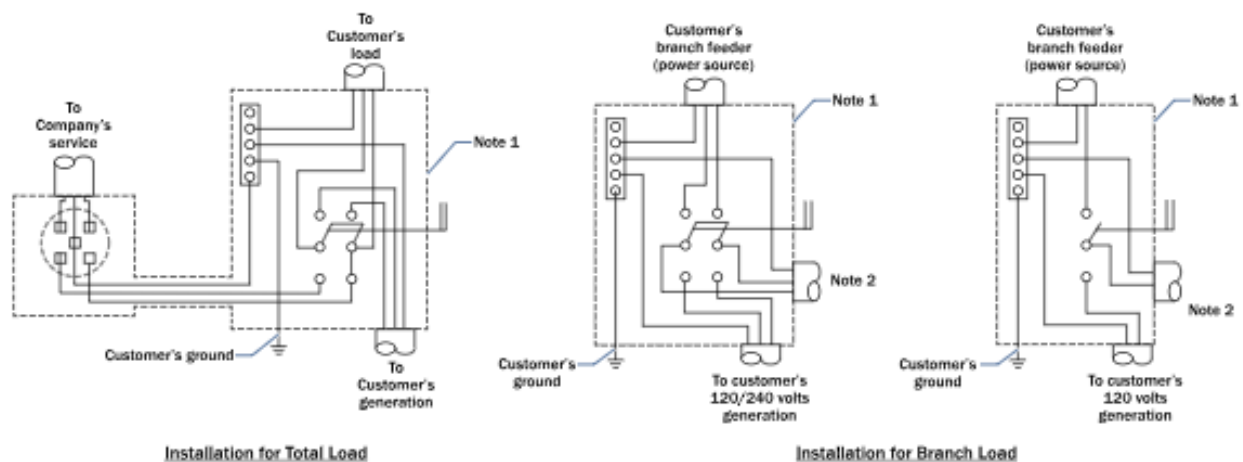 To
Customer's
load
To
Company's
service
Note 1
Customer's ground
To
Customer's
generation
Installation for Total Load
Customer's
branch feeder
(power source)
Note 1
Note 2
Customer's
ground
To customer's
120/240 volts
generation
Customer's
branch feeder
(power source)
Note 1
Note 2
Customer's
ground
To customer's
120 volts
generation
Installation for Branch Load